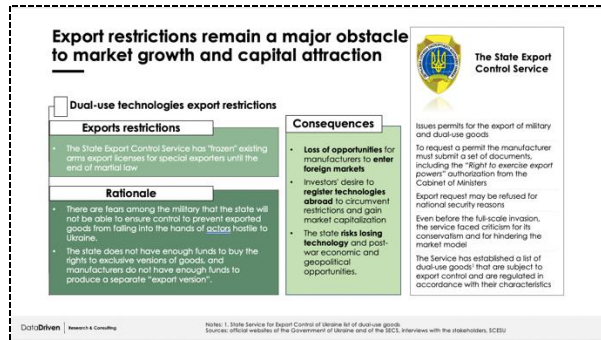 Export restrictions remain a major obstacle
to market growth and capital attraction
Dual-use technologies export restrictions
Exports restrictions
• The State Export Control Service has "frozen" existing
arms export licenses for special exporters until the
end of martial law
Rationale
• There are fears among the military that the state will
not be able to ensure control to prevent exported
goods from falling into the hands of actors hostile to
Ukraine.
• The state does not have enough funds to buy the
rights to exclusive versions of goods, and
manufacturers do not have enough funds to
produce a separate "export version".
Consequences
• Loss of opportunities for
manufacturers to enter
foreign markets
• Investors' desire to
register technologies
abroad to circumvent
restrictions and gain
market capitalization
• The state risks losing
technology and post-
war economic and
geopolitical
opportunities.
The State Export
Control Service
Issues permits for the export of military
and dual-use goods
To request a permit the manufacturer
must submit a set of documents,
including the "Right to exercise export
powers" authorization from the
Cabinet of Ministers
Export request may be refused for
national security reasons
Even before the full-scale invasion,
the service faced criticism for its
conservatism and for hindering the
market model
The Service has established a list of
dual-use goods¹ that are subject to
export control and are regulated in
accordance with their characteristics
DataDriven | Research & Consulting
Notes: 1. State Service for Export Control of Ukraine list of dual-use goods
Sources: official websites of the Government of Ukraine and of the SECS, interviews with the stakeholders, SCESU